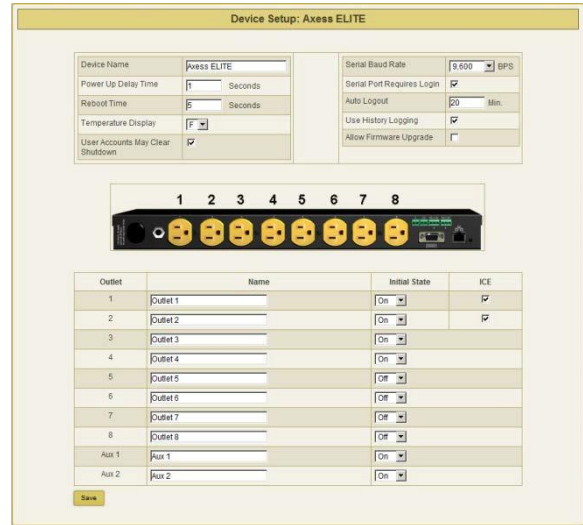 Device Setup: Axess ELITE
Device Name Axess ELITE
Power Up Delay Time 1 Seconds
Reboot Time 5 Seconds
Temperature Display F
User Accounts May Clear
Shutdown
Serial Baud Rate 9,600 BPS
Serial Port Requires Login
Auto Logout 20 Min.
Use History Logging
Allow Firmware Upgrade
1 2 3 4 5 6 7 8
Outlet Name Initial State ICE
1 Outlet 1 On
2 Outlet 2 On
3 Outlet 3 On
4 Outlet 4 On
5 Outlet 5 Off
6 Outlet 6 Off
7 Outlet 7 Off
8 Outlet 8 Off
Aux 1 Aux 1 On
Aux 2 Aux 2 On
Save